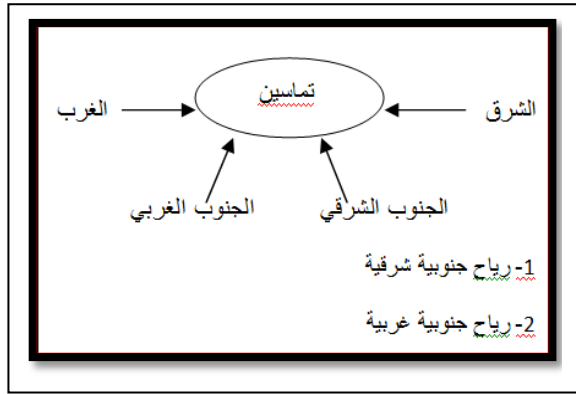 تماسين
الشرق
الغرب
الجنوب الشرقي
الجنوب الغربي
1- رياح جنوبية شرقية
2- رياح جنوبية غربية